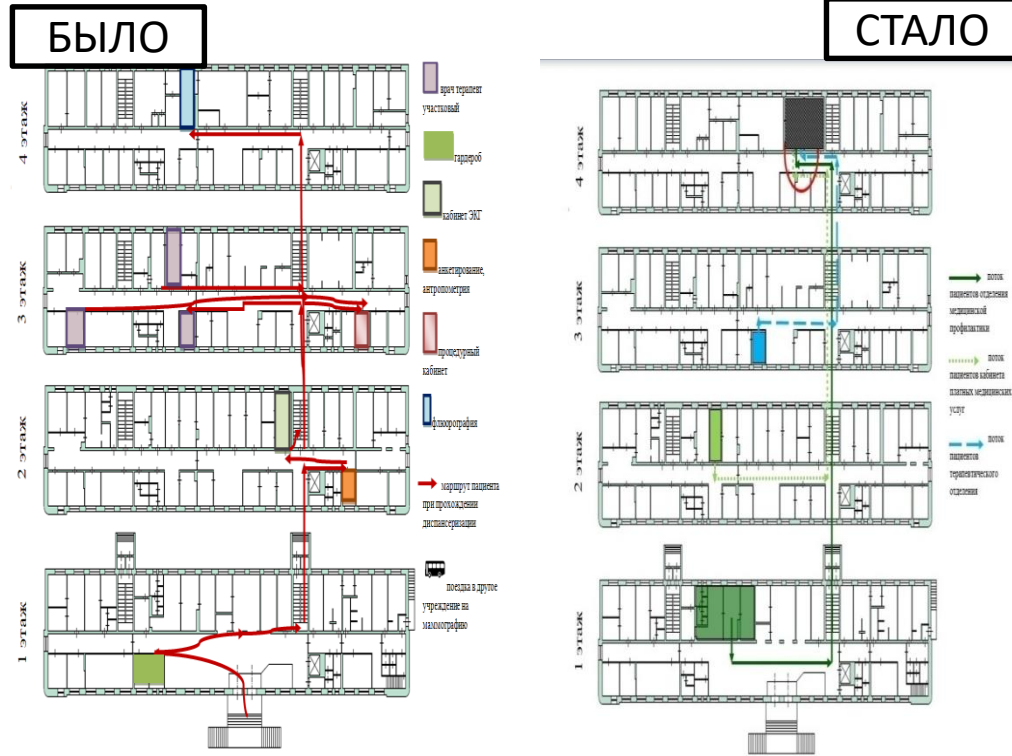 БЫЛО
СТАЛО
4 этаж
3 этаж
2 этаж
1 этаж
врач терапевт
участковый
гардероб
кабинет ЭКГ
анкетирование,
антропометрия
процедурный
кабинет
флюорография
маршрут пациента
при прохождении
диспансеризации
поездка в другое
учреждение на
маммографию
4 этаж
3 этаж
2 этаж
1 этаж
поток
пациентов отделения
медицинской
профилактики
поток
пациентов кабинета
платных медицинских
услуг
поток
пациентов
терапевтического
отделения